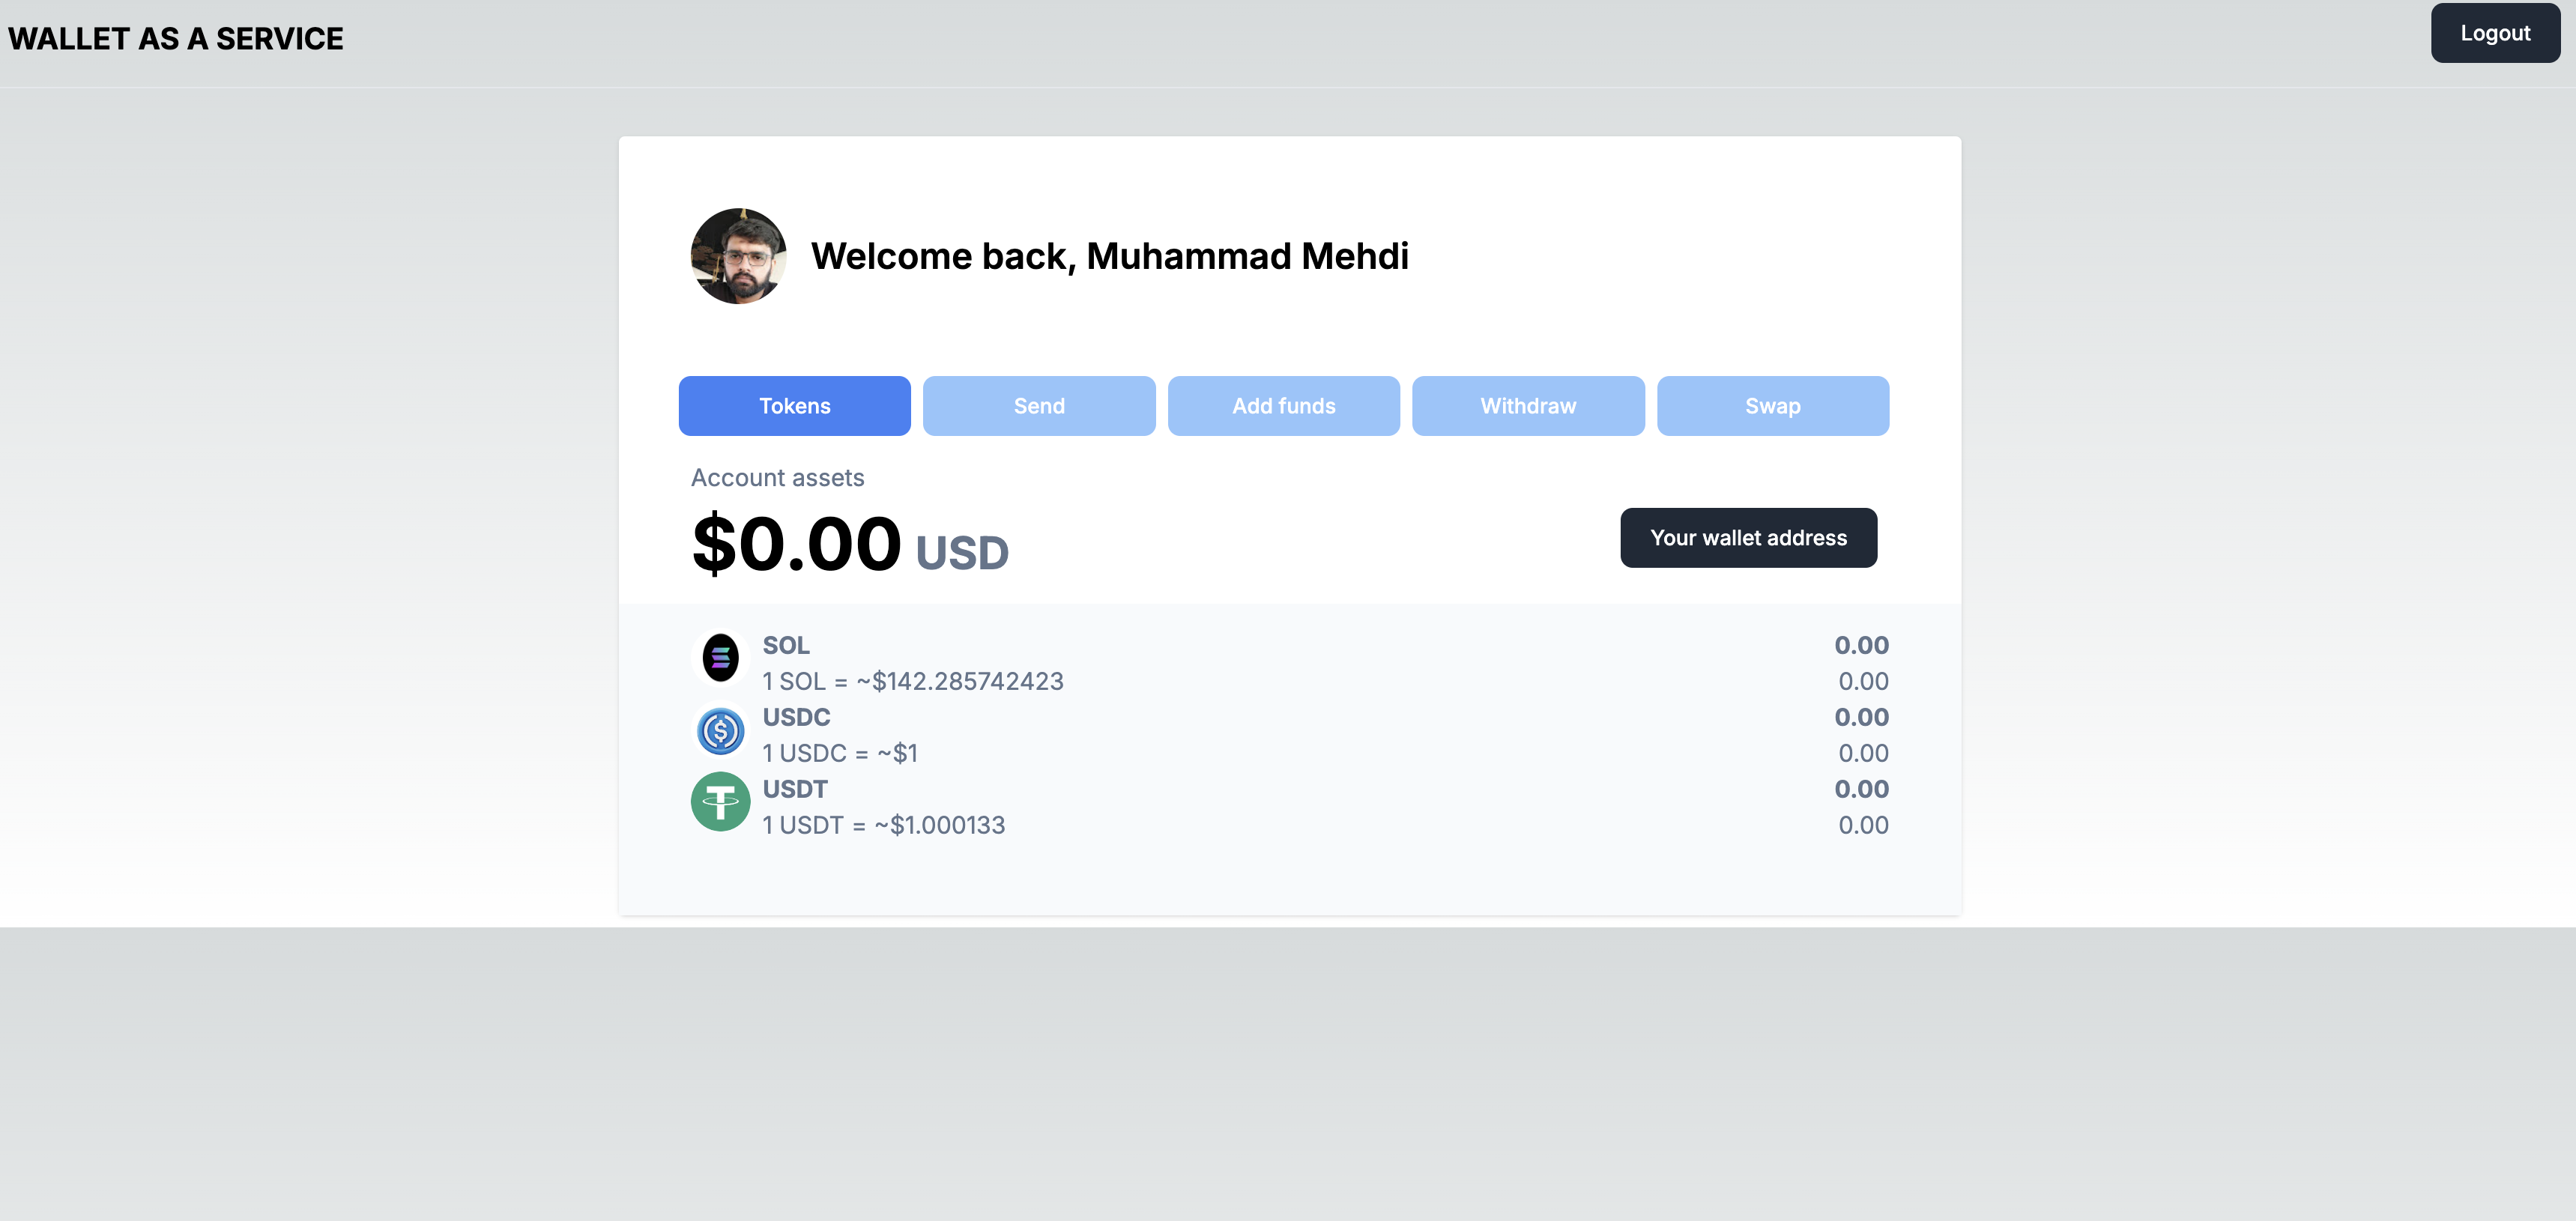 WALLET AS A SERVICE
Logout
Welcome back, Muhammad Mehdi
Tokens
Send
Add funds
Withdraw
Swap
Account assets
$0.00 USD
Your wallet address
SOL
0.00
1 SOL = ~$142.285742423
0.00
USDC
0.00
1 USDC = ~$1
0.00
USDT
0.00
1 USDT = ~$1.000133
0.00